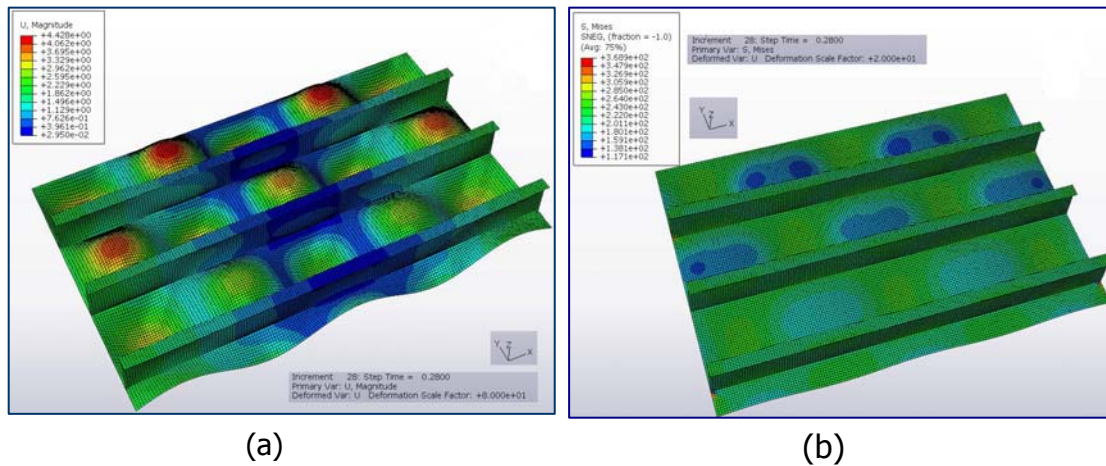 U, Magnitude
+4.428e+00
+4.062e+00
+3.695e+00
+3.329e+00
+2.962e+00
+2.595e+00
+2.229e+00
+1.862e+00
+1.496e+00
+1.129e+00
+7.626e-01
+3.961e-01
+2.950e-02
Y Z X
Increment 28: Step Time = 0.2800
Primary Var: U, Magnitude
Deformed Var: U Deformation Scale Factor: +8.000e+01
(a)
S, Mises
SNEG, (fraction = -1.0)
(Avg: 75%)
+3.689e+02
+3.479e+02
+3.269e+02
+3.059e+02
+2.850e+02
+2.640e+02
+2.430e+02
+2.220e+02
+2.011e+02
+1.801e+02
+1.591e+02
+1.381e+02
+1.171e+02
Increment 28: Step Time = 0.2800
Primary Var: S, Mises
Deformed Var: U Deformation Scale Factor: +2.000e+01
Y Z X
(b)